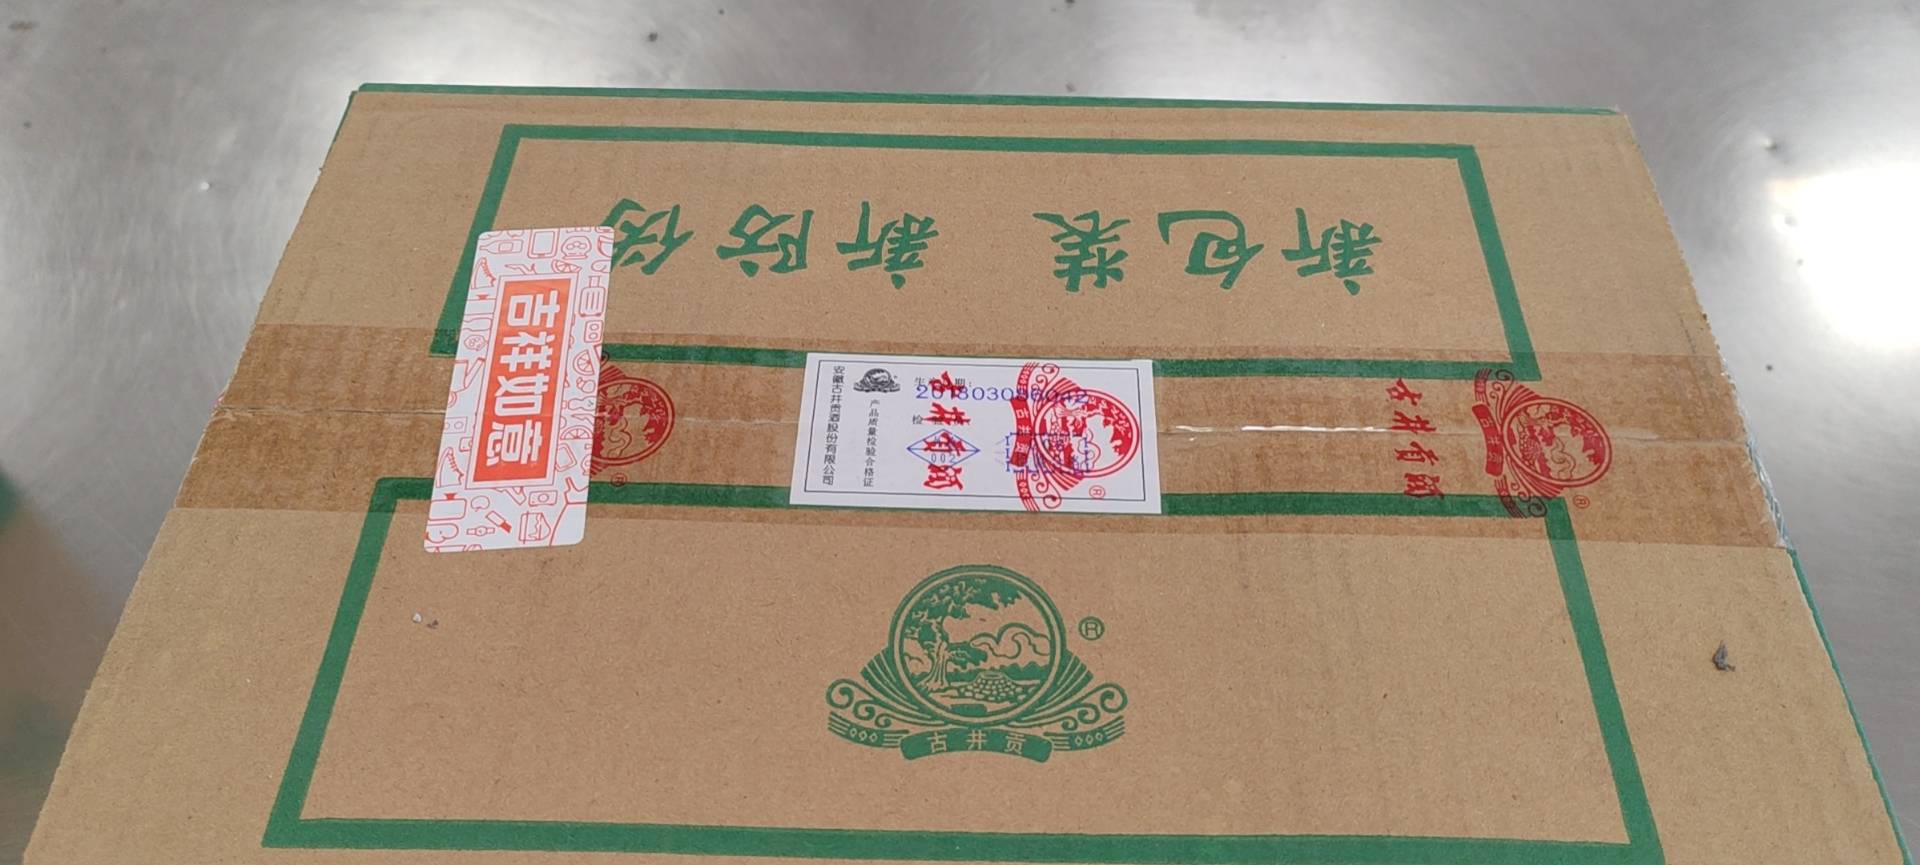 新包装 新防伪
吉祥如意
安徽古井贡酒股份有限公司
产品质量检验合格证
古井贡酒
002
古井贡酒
®
古井贡
®